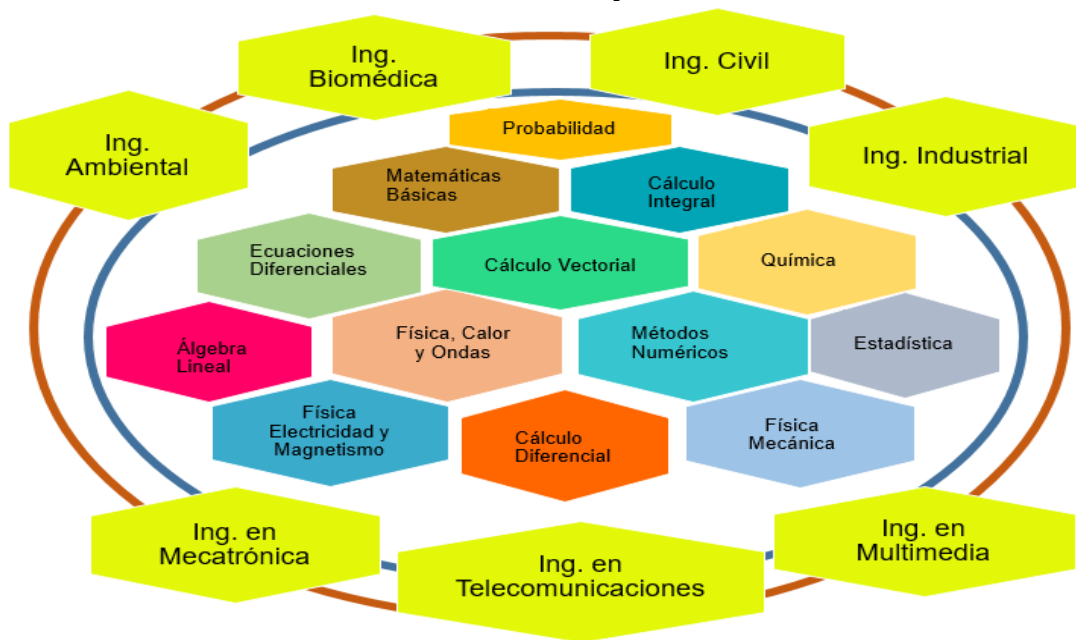 Ing.
Biomédica
Ing. Civil
Ing.
Ambiental
Ing. Industrial
Probabilidad
Matemáticas
Básicas
Cálculo
Integral
Ecuaciones
Diferenciales
Cálculo Vectorial
Química
Álgebra
Lineal
Física, Calor
y Ondas
Métodos
Numéricos
Estadística
Física
Electricidad y
Magnetismo
Cálculo
Diferencial
Física
Mecánica
Ing. en
Mecatrónica
Ing. en
Telecomunicaciones
Ing. en
Multimedia